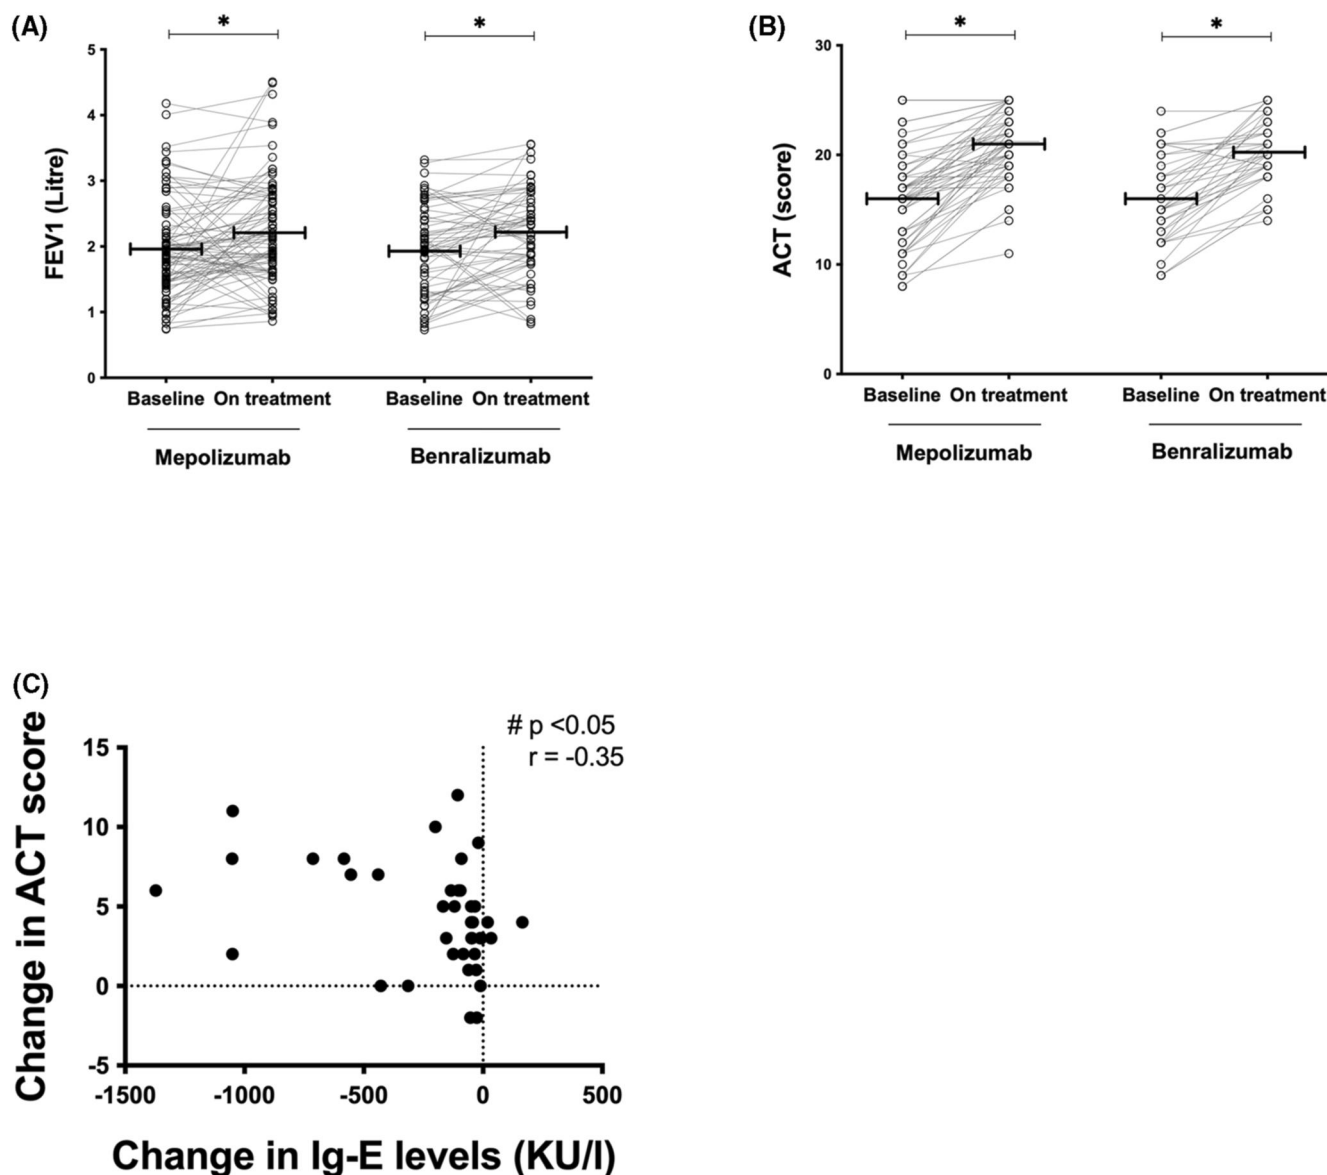 (A)
* *
5
4
3
2
1
0
FEV1 (Litre)
Baseline On treatment Baseline On treatment
Mepolizumab Benralizumab
(B)
* *
30
20
10
0
ACT (score)
Baseline On treatment Baseline On treatment
Mepolizumab Benralizumab
(C)
# p <0.05
r = -0.35
15
10
5
0
-5
Change in ACT score
-1500 -1000 -500 0 500
Change in Ig-E levels (KU/l)